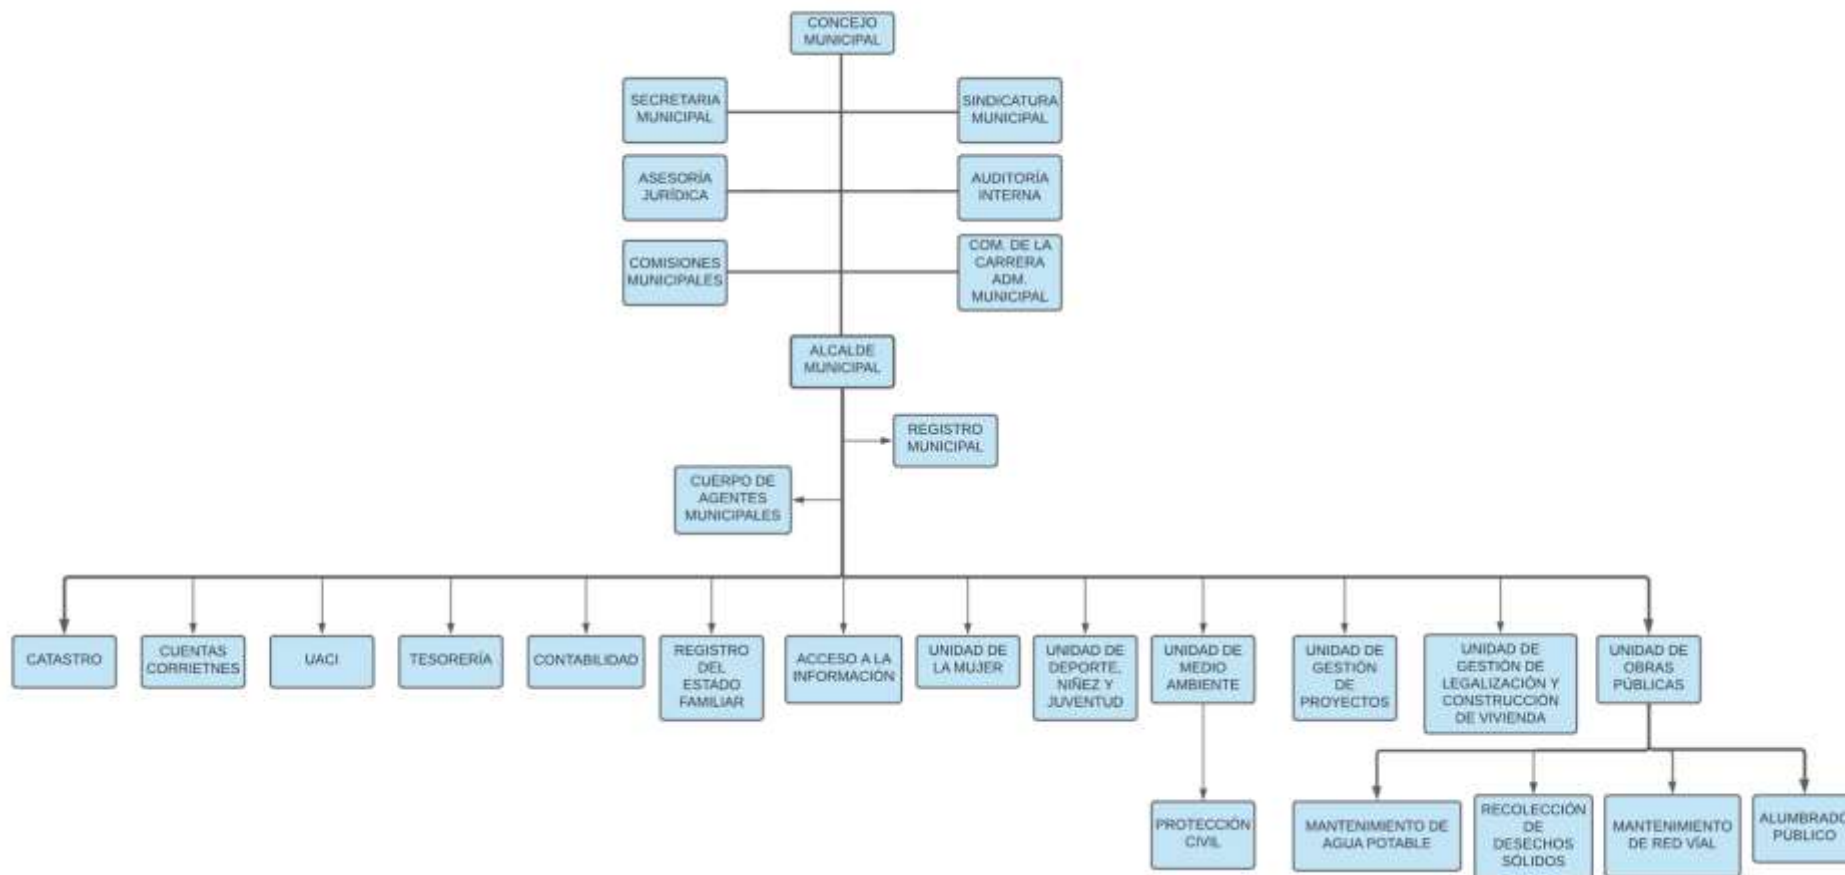 CONCEJO
MUNICIPAL
SECRETARIA
MUNICIPAL
SINDICATURA
MUNICIPAL
ASESORÍA
JURÍDICA
AUDITORÍA
INTERNA
COMISIONES
MUNICIPALES
COM. DE LA
CARRERA
ADM.
MUNICIPAL
ALCALDE
MUNICIPAL
REGISTRO
MUNICIPAL
CUERPO DE
AGENTES
MUNICIPALES
CATASTRO
CUENTAS
CORRIETNES
UACI
TESORERÍA
CONTABILIDAD
REGISTRO
DEL
ESTADO
FAMILIAR
ACCESO A LA
INFORMACIÓN
UNIDAD DE
LA MUJER
UNIDAD DE
DEPORTE,
NIÑEZ Y
JUVENTUD
UNIDAD DE
MEDIO
AMBIENTE
UNIDAD DE
GESTIÓN
DE
PROYECTOS
UNIDAD DE
GESTIÓN DE
LEGALIZACIÓN Y
CONSTRUCCIÓN
DE VIVIENDA
UNIDAD DE
OBRAS
PÚBLICAS
PROTECCIÓN
CIVIL
MANTENIMIENTO DE
AGUA POTABLE
RECOLECCIÓN
DE
DESECHOS
SÓLIDOS
MANTENIMIENTO
DE RED VÍAL
ALUMBRADO
PÚBLICO